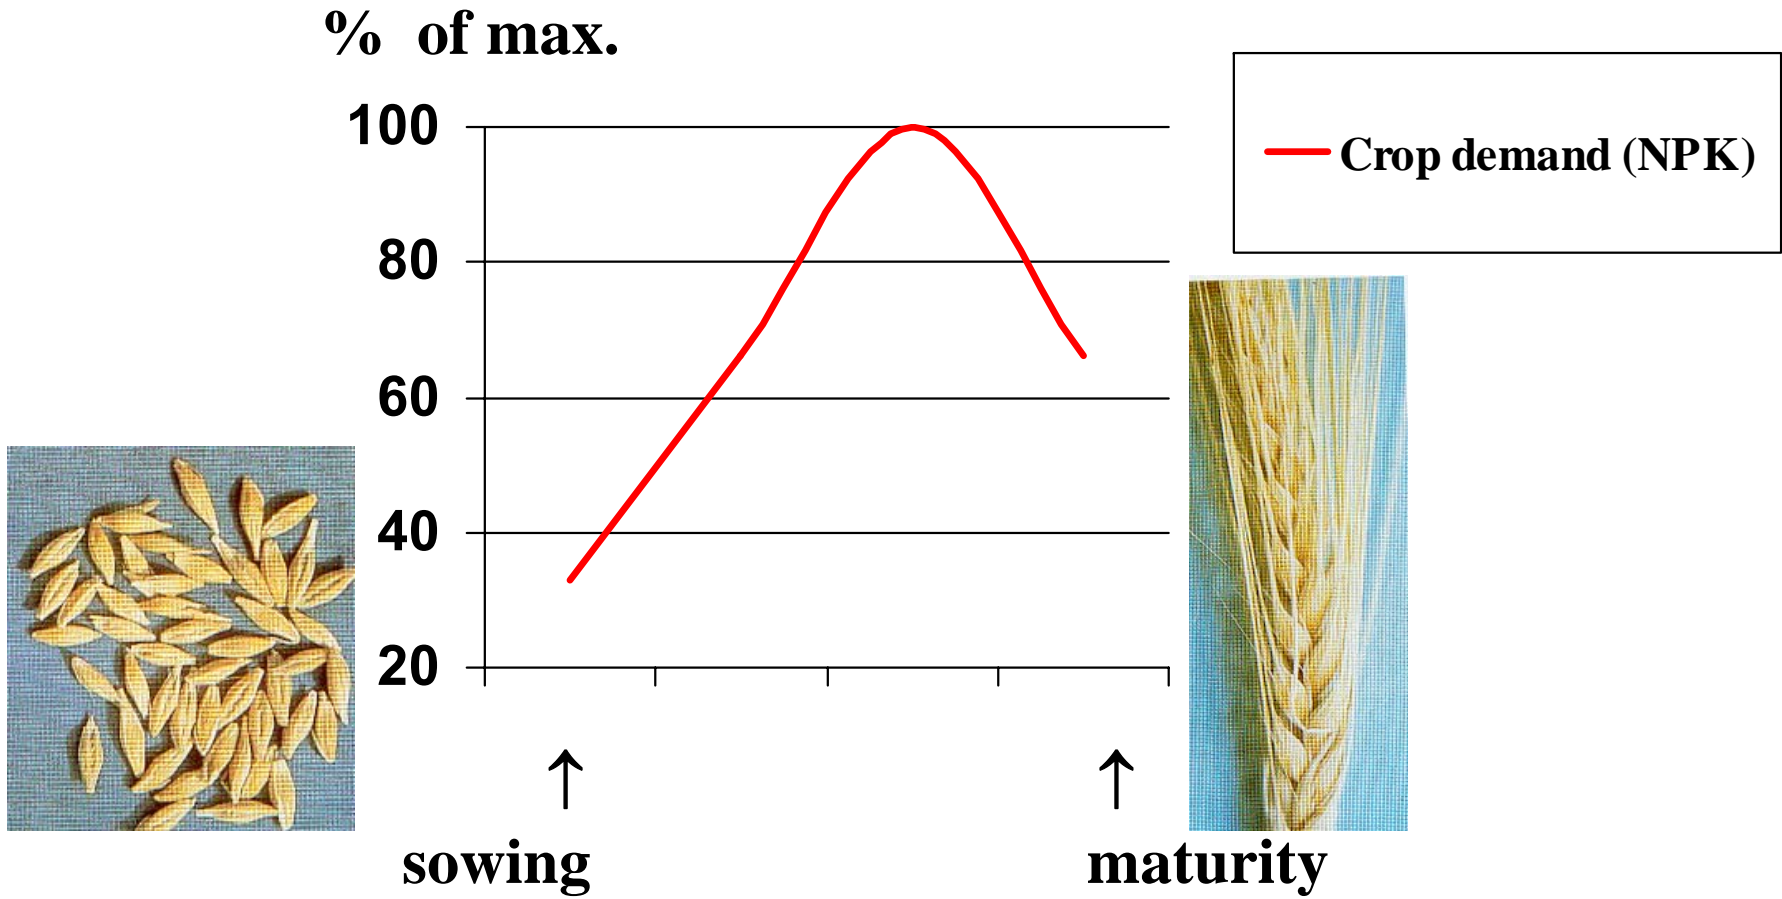 % of max.
100
80
60
40
20
Crop demand (NPK)
sowing
maturity